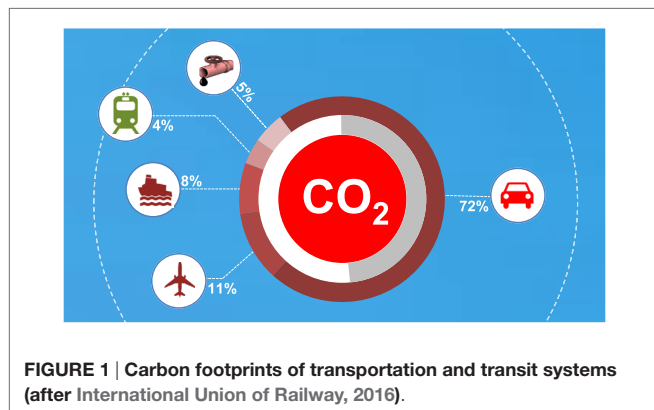 5%
4%
8%
11%
CO2
72%
FIGURE 1 | Carbon footprints of transportation and transit systems
(after International Union of Railway, 2016).